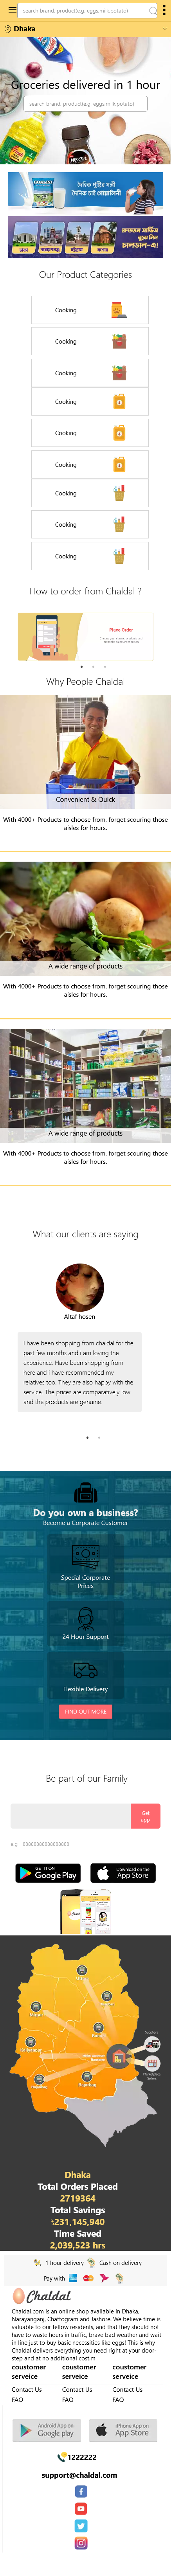 search brand, product(e.g. eggs,milk,potato)
Dhaka
Groceries delivered in 1 hour
search brand, product(e.g. eggs,milk,potato)
NESCAFÉ
Our Product Categories
Cooking
Cooking
Cooking
Cooking
Cooking
Cooking
Cooking
Cooking
Cooking
How to order from Chaldal ?
Place Order
Why People Chaldal
Convenient & Quick
With 4000+ Products to choose from, forget scouring those
aisles for hours.
A wide range of products
With 4000+ Products to choose from, forget scouring those
aisles for hours.
A wide range of products
With 4000+ Products to choose from, forget scouring those
aisles for hours.
What our clients are saying
Altaf hosen
I have been shopping from chaldal for the
past few months and i am loving the
experience. Have been shopping from
here and i have recommended my
relatives too. They are also happy with the
service. The prices are comparatively low
and the products are genuine.
Do you own a business?
Become a Corporate Customer
Special Corporate
Prices
24 Hour Support
Flexible Delivery
FIND OUT MORE
Be part of our Family
Get
app
GET IT ON
Google Play
Download on the
App Store
Suppliers
Marketplace
Sellers
Dhaka
Total Orders Placed
2719364
Total Savings
৳231,145,940
Time Saved
2,039,523 hrs
1 hour delivery
Cash on delivery
Pay with
Chaldal
Chaldal.com is an online shop available in Dhaka,
Narayanganj, Chattogram and Jashore. We believe time is
valuable to our fellow residents, and that they should not
have to waste hours in traffic, brave bad weather and wait
in line just to buy basic necessities like eggs! This is why
Chaldal delivers everything you need right at your door-
step and at no additional cost.m
coustomer coustomer coustomer
serveice serveice serveice
Contact Us Contact Us Contact Us
FAQ FAQ FAQ
Android App on
Google play
iPhone App on
App Store
1222222
support@chaldal.com